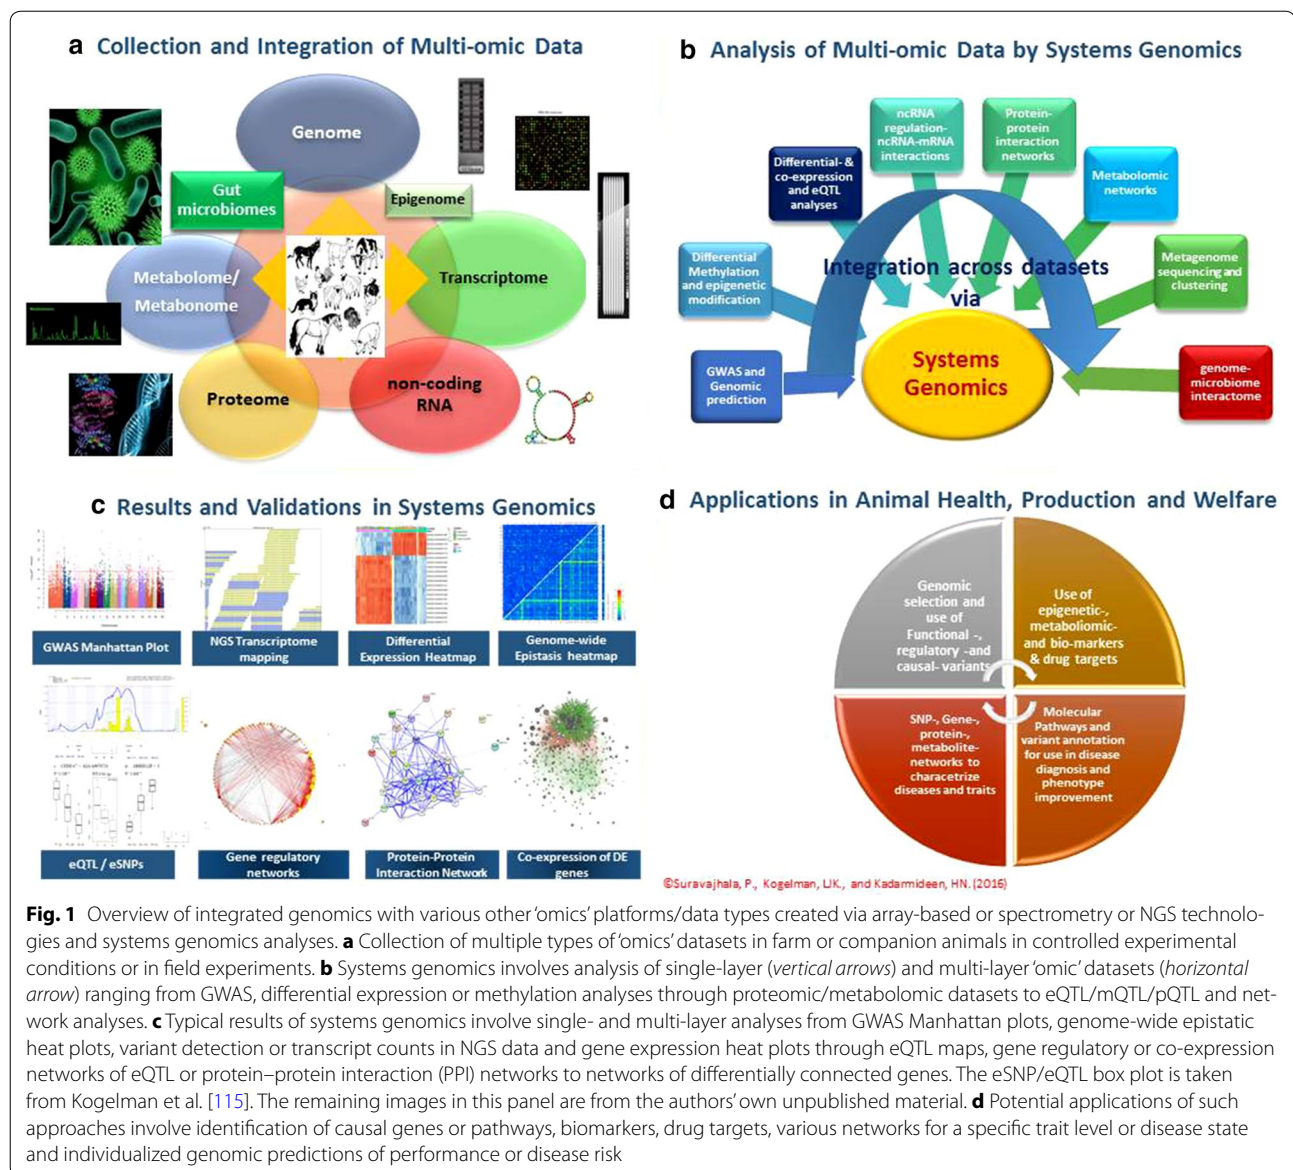 a Collection and Integration of Multi-omic Data
Genome
Gut
microbiomes
Epigenome
Metabolome/
Metabonome
Transcriptome
Proteome
non-coding
RNA
b Analysis of Multi-omic Data by Systems Genomics
ncRNA
regulation-
ncRNA-mRNA
interactions
Protein-
protein
interaction
networks
Differential- &
co-expression
and eQTL
analyses
Metabolomic
networks
Differential
Methylation
and epigenetic
modification
Metagenome
sequencing and
clustering
Integration across datasets
via
GWAS and
Genomic
prediction
Systems
Genomics
genome-
microbiome
interactome
c Results and Validations in Systems Genomics
GWAS Manhattan Plot
NGS Transcriptome
mapping
Differential
Expression Heatmap
Genome-wide
Epistasis heatmap
eQTL / eSNPs
Gene regulatory
networks
Protein-Protein
Interaction Network
Co-expression of DE
genes
d Applications in Animal Health, Production and Welfare
Genomic
selection and
use of
Functional -,
regulatory -and
causal- variants
Use of
epigenetic-,
metaboliomic-
and bio-markers
& drug targets
SNP-, Gene-,
protein-,
metabolite-
networks to
characetrize
diseases and traits
Molecular
Pathways and
variant annotation
for use in disease
diagnosis and
phenotype
improvement
©Suravajhala, P., Kogelman, LJK., and Kadarmideen, HN. (2016)
Fig. 1 Overview of integrated genomics with various other ‘omics’ platforms/data types created via array-based or spectrometry or NGS technolo-
gies and systems genomics analyses. a Collection of multiple types of ‘omics’ datasets in farm or companion animals in controlled experimental
conditions or in field experiments. b Systems genomics involves analysis of single-layer (vertical arrows) and multi-layer ‘omic’ datasets (horizontal
arrow) ranging from GWAS, differential expression or methylation analyses through proteomic/metabolomic datasets to eQTL/mQTL/pQTL and net-
work analyses. c Typical results of systems genomics involve single- and multi-layer analyses from GWAS Manhattan plots, genome-wide epistatic
heat plots, variant detection or transcript counts in NGS data and gene expression heat plots through eQTL maps, gene regulatory or co-expression
networks of eQTL or protein–protein interaction (PPI) networks to networks of differentially connected genes. The eSNP/eQTL box plot is taken
from Kogelman et al. [115]. The remaining images in this panel are from the authors’ own unpublished material. d Potential applications of such
approaches involve identification of causal genes or pathways, biomarkers, drug targets, various networks for a specific trait level or disease state
and individualized genomic predictions of performance or disease risk